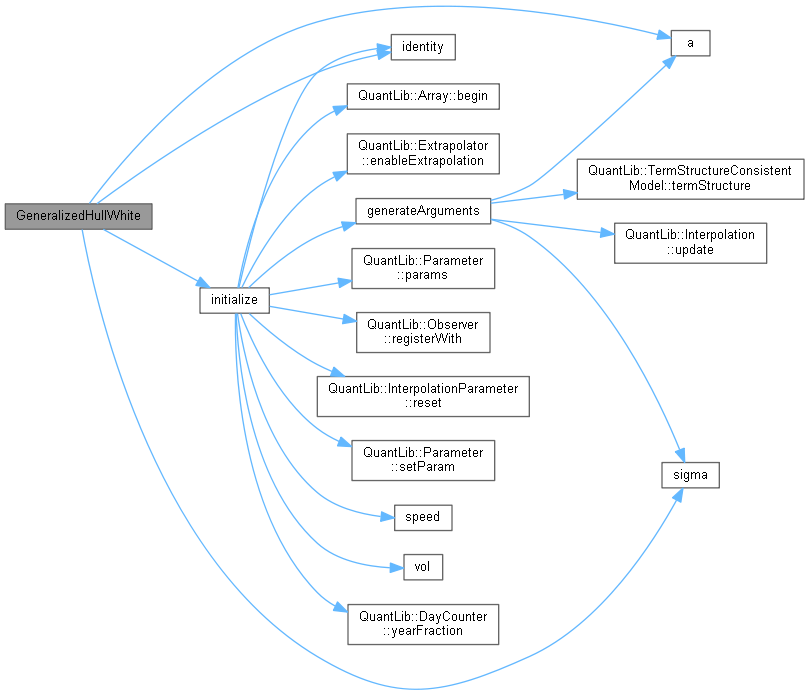 GeneralizedHullWhite
initialize
identity
QuantLib::Array::begin
QuantLib::Extrapolator
::enableExtrapolation
generateArguments
QuantLib::Parameter
::params
QuantLib::Observer
::registerWith
QuantLib::InterpolationParameter
::reset
QuantLib::Parameter
::setParam
speed
vol
QuantLib::DayCounter
::yearFraction
a
QuantLib::TermStructureConsistent
Model::termStructure
QuantLib::Interpolation
::update
sigma